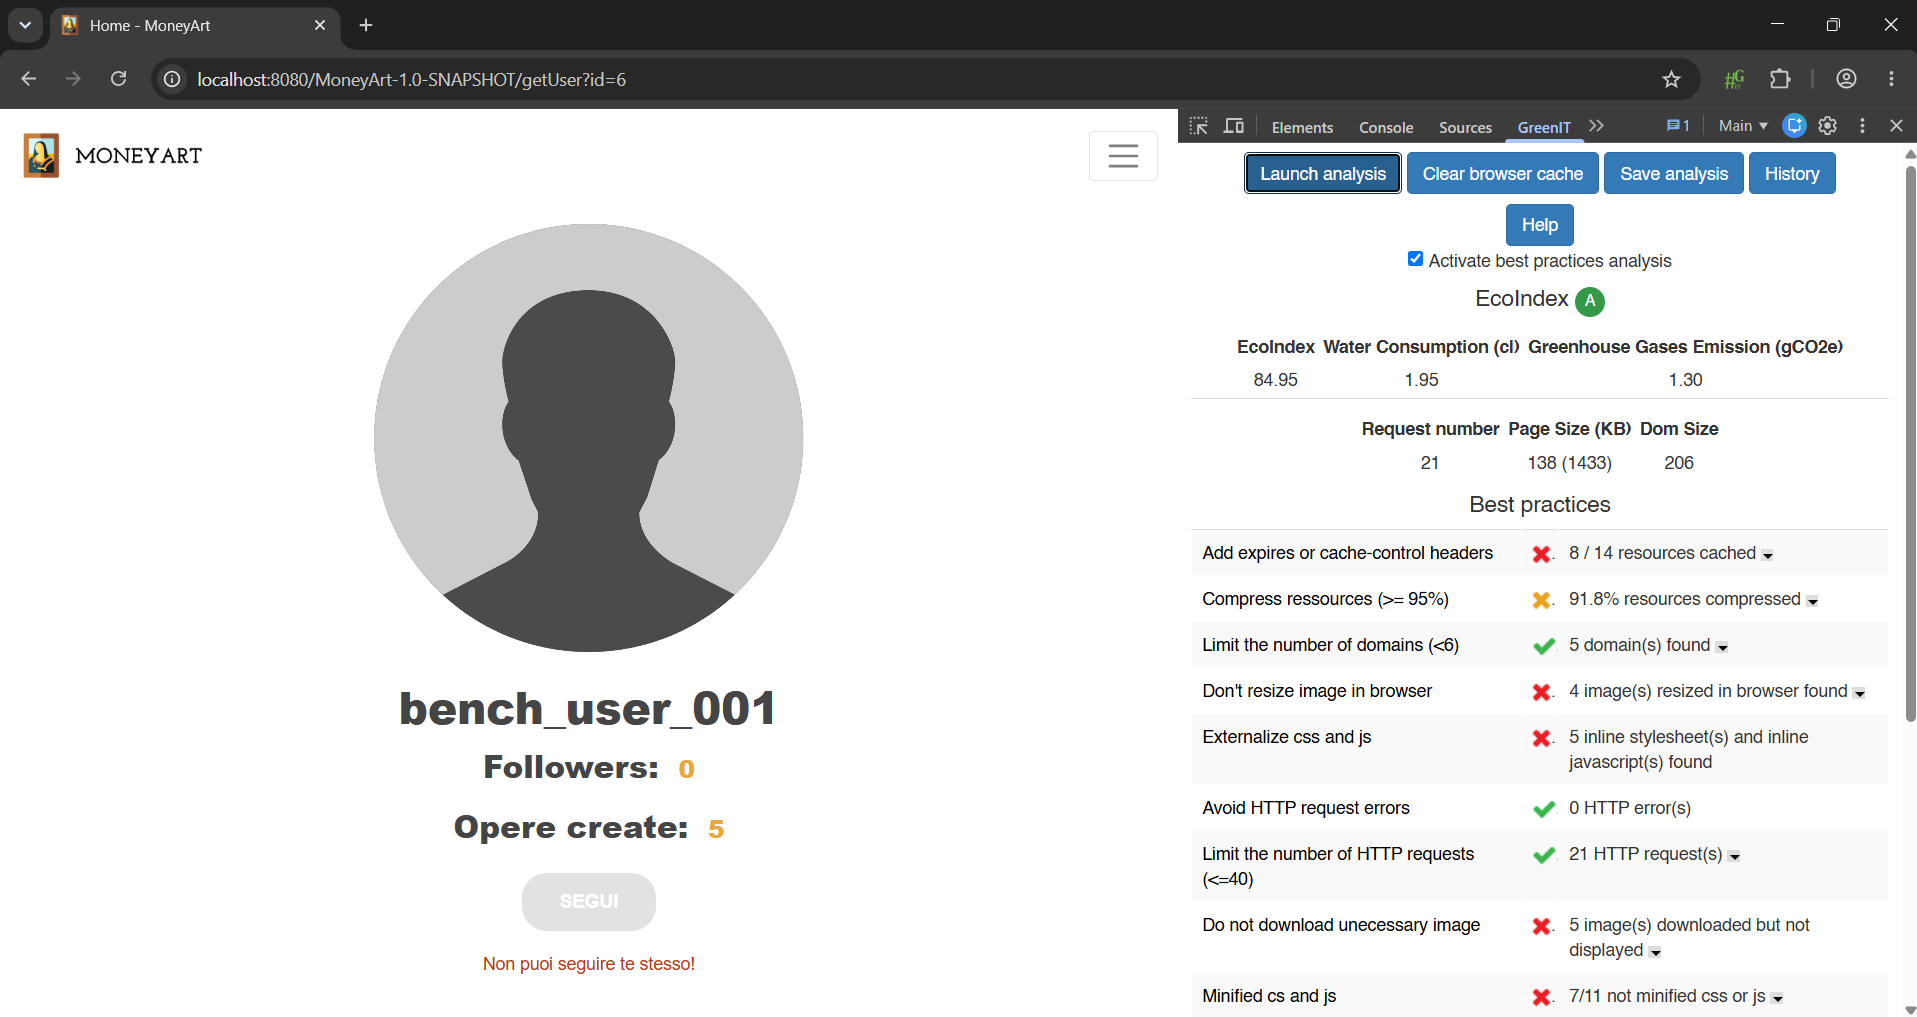 Home - MoneyArt
localhost:8080/MoneyArt-1.0-SNAPSHOT/getUser?id=6
MONEYART
bench_user_001
Followers: 0
Opere create: 5
SEGUI
Non puoi seguire te stesso!
Elements Console Sources GreenIT 1 Main
Launch analysis Clear browser cache Save analysis History
Help
Activate best practices analysis
EcoIndex A
EcoIndex Water Consumption (cl) Greenhouse Gases Emission (gCO2e)
84.95 1.95 1.30
Request number Page Size (KB) Dom Size
21 138 (1433) 206
Best practices
Add expires or cache-control headers 8 / 14 resources cached
Compress ressources (>= 95%) 91.8% resources compressed
Limit the number of domains (<6) 5 domain(s) found
Don't resize image in browser 4 image(s) resized in browser found
Externalize css and js 5 inline stylesheet(s) and inline
javascript(s) found
Avoid HTTP request errors 0 HTTP error(s)
Limit the number of HTTP requests 21 HTTP request(s)
(<=40)
Do not download unecessary image 5 image(s) downloaded but not
displayed
Minified cs and js 7/11 not minified css or js